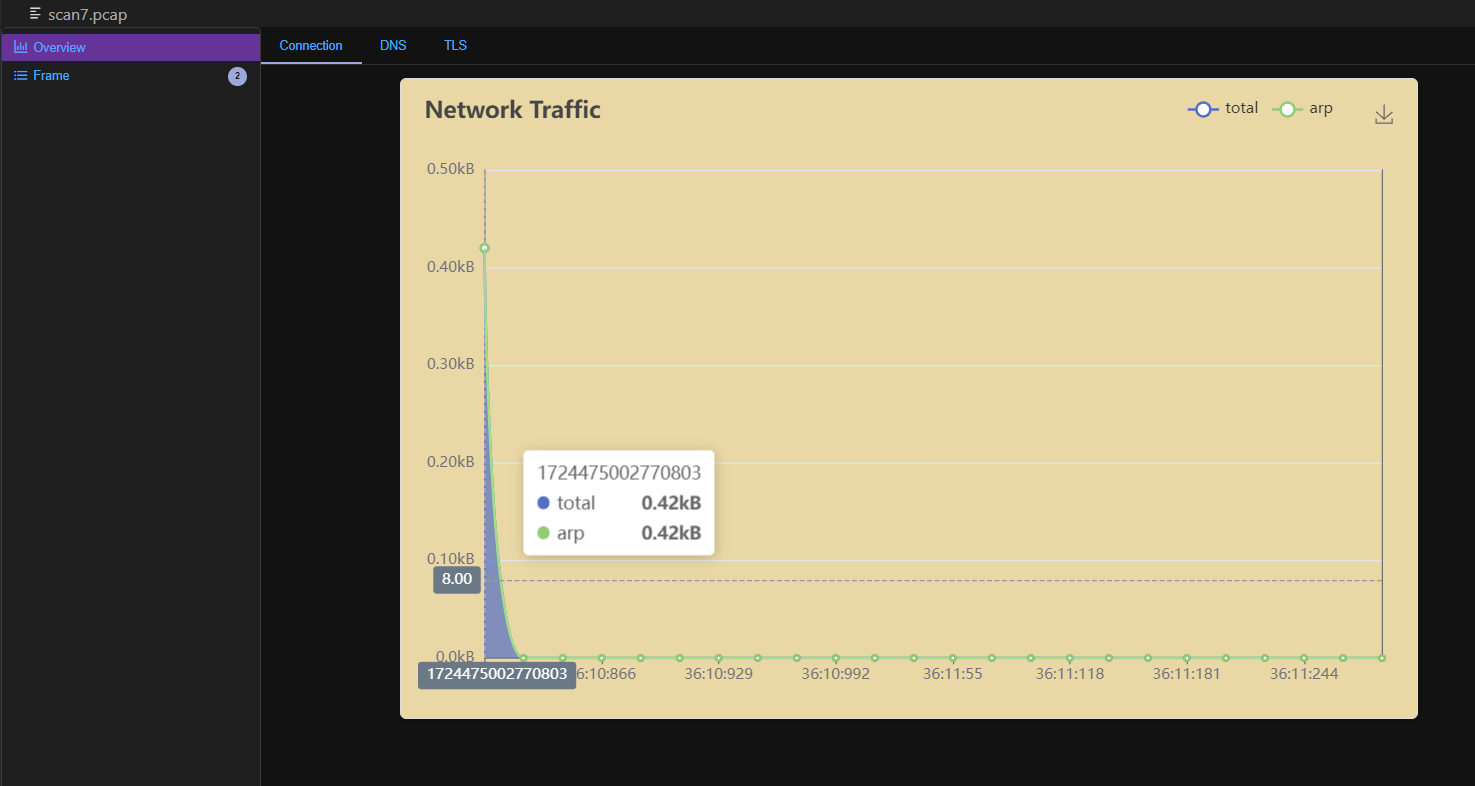 scan7.pcap
Overview
Frame 2
Connection DNS TLS
Network Traffic
total arp
0.50kB
0.40kB
0.30kB
0.20kB
0.10kB
8.00
0.0kB
1724475002770803
total 0.42kB
arp 0.42kB
1724475002770803 6:10:866 36:10:929 36:10:992 36:11:55 36:11:118 36:11:181 36:11:244